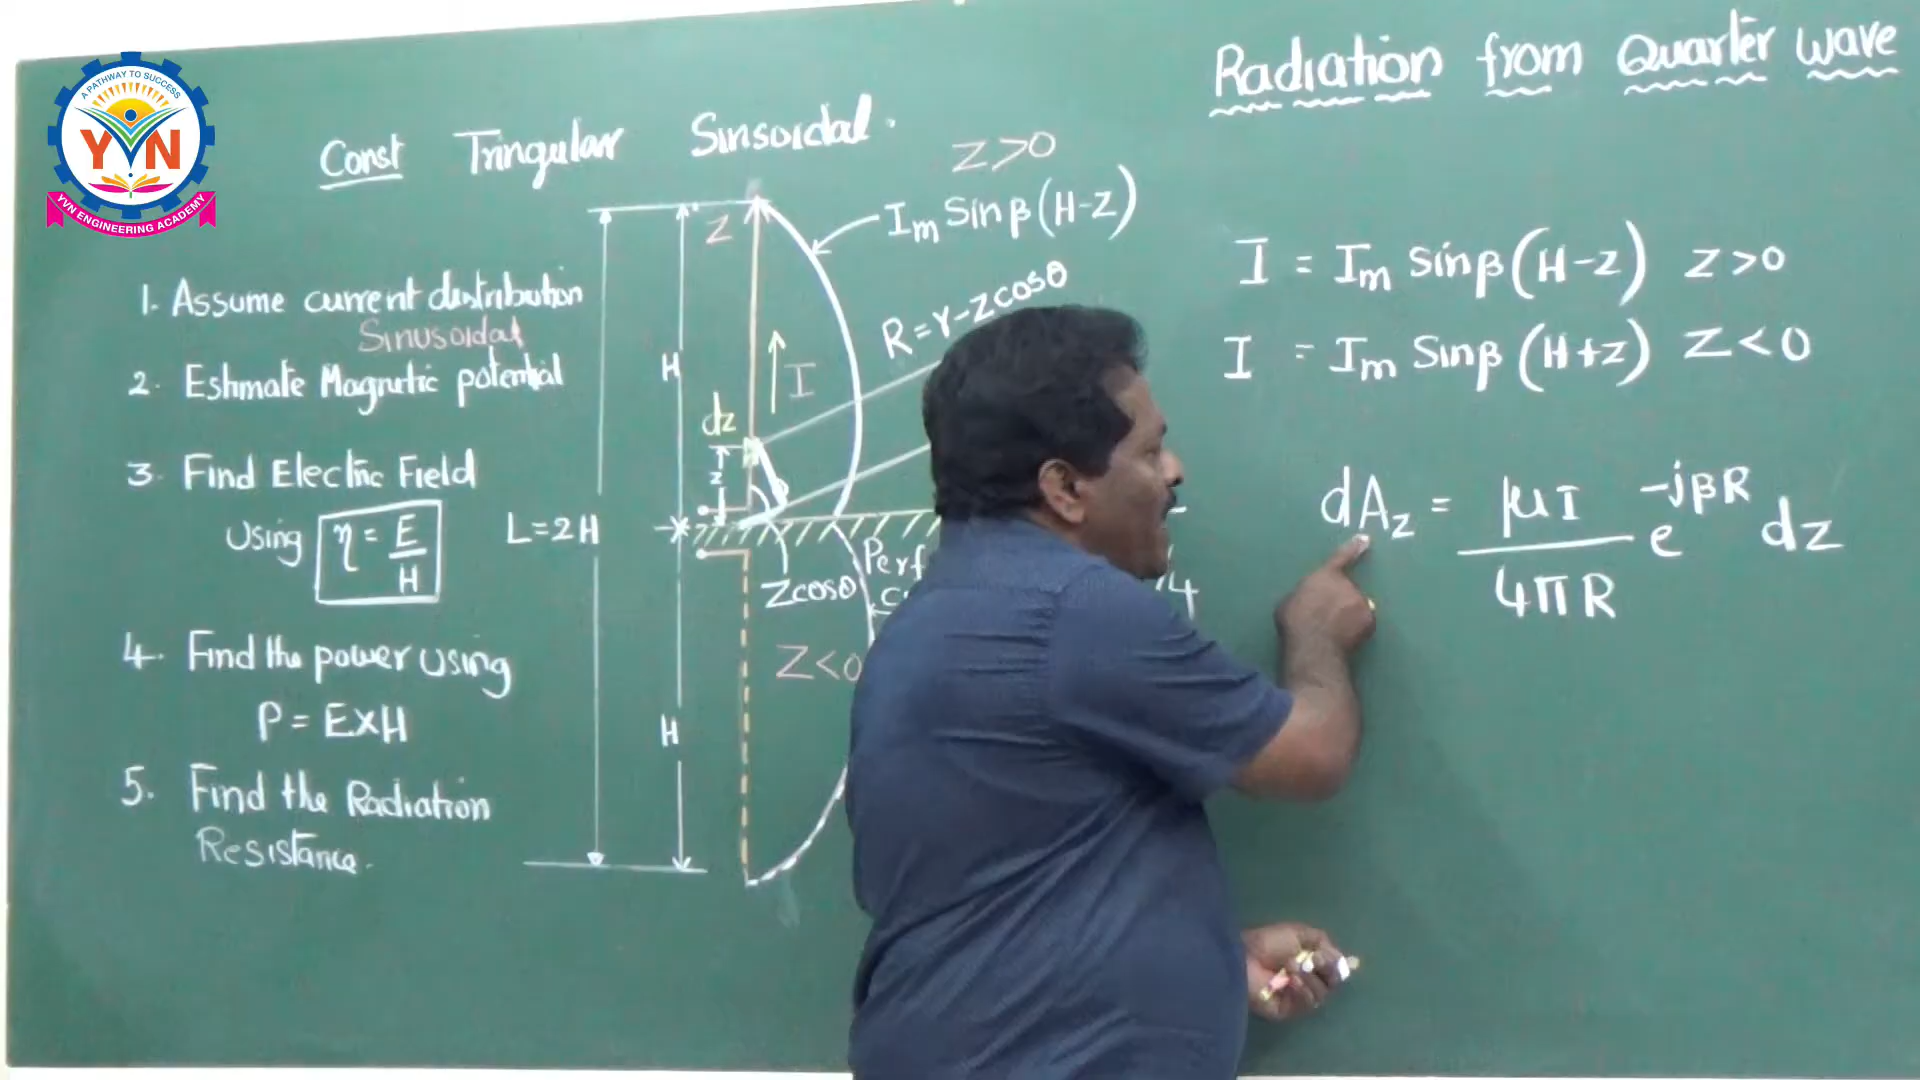 A PATHWAY TO SUCCESS
YVN
YVN ENGINEERING ACADEMY
Radiation from Quarter wave
Const Tringular Sinsoidal.
1. Assume current distribution
Sinusoidal
2. Estimate Magnetic potential
3. Find Electric Field
Using η = E/H
4. Find the power using
P = E×H
5. Find the Radiation
Resistance.
Z>0
Im Sinβ(H-Z)
Z
R = r-Zcosθ
H
I
dz
z
L=2H
Zcosθ
Z<0
H
I = Im Sinβ(H-Z) Z>0
I = Im Sinβ(H+Z) Z<0
dAz = μI/4πR e^-jβR dz